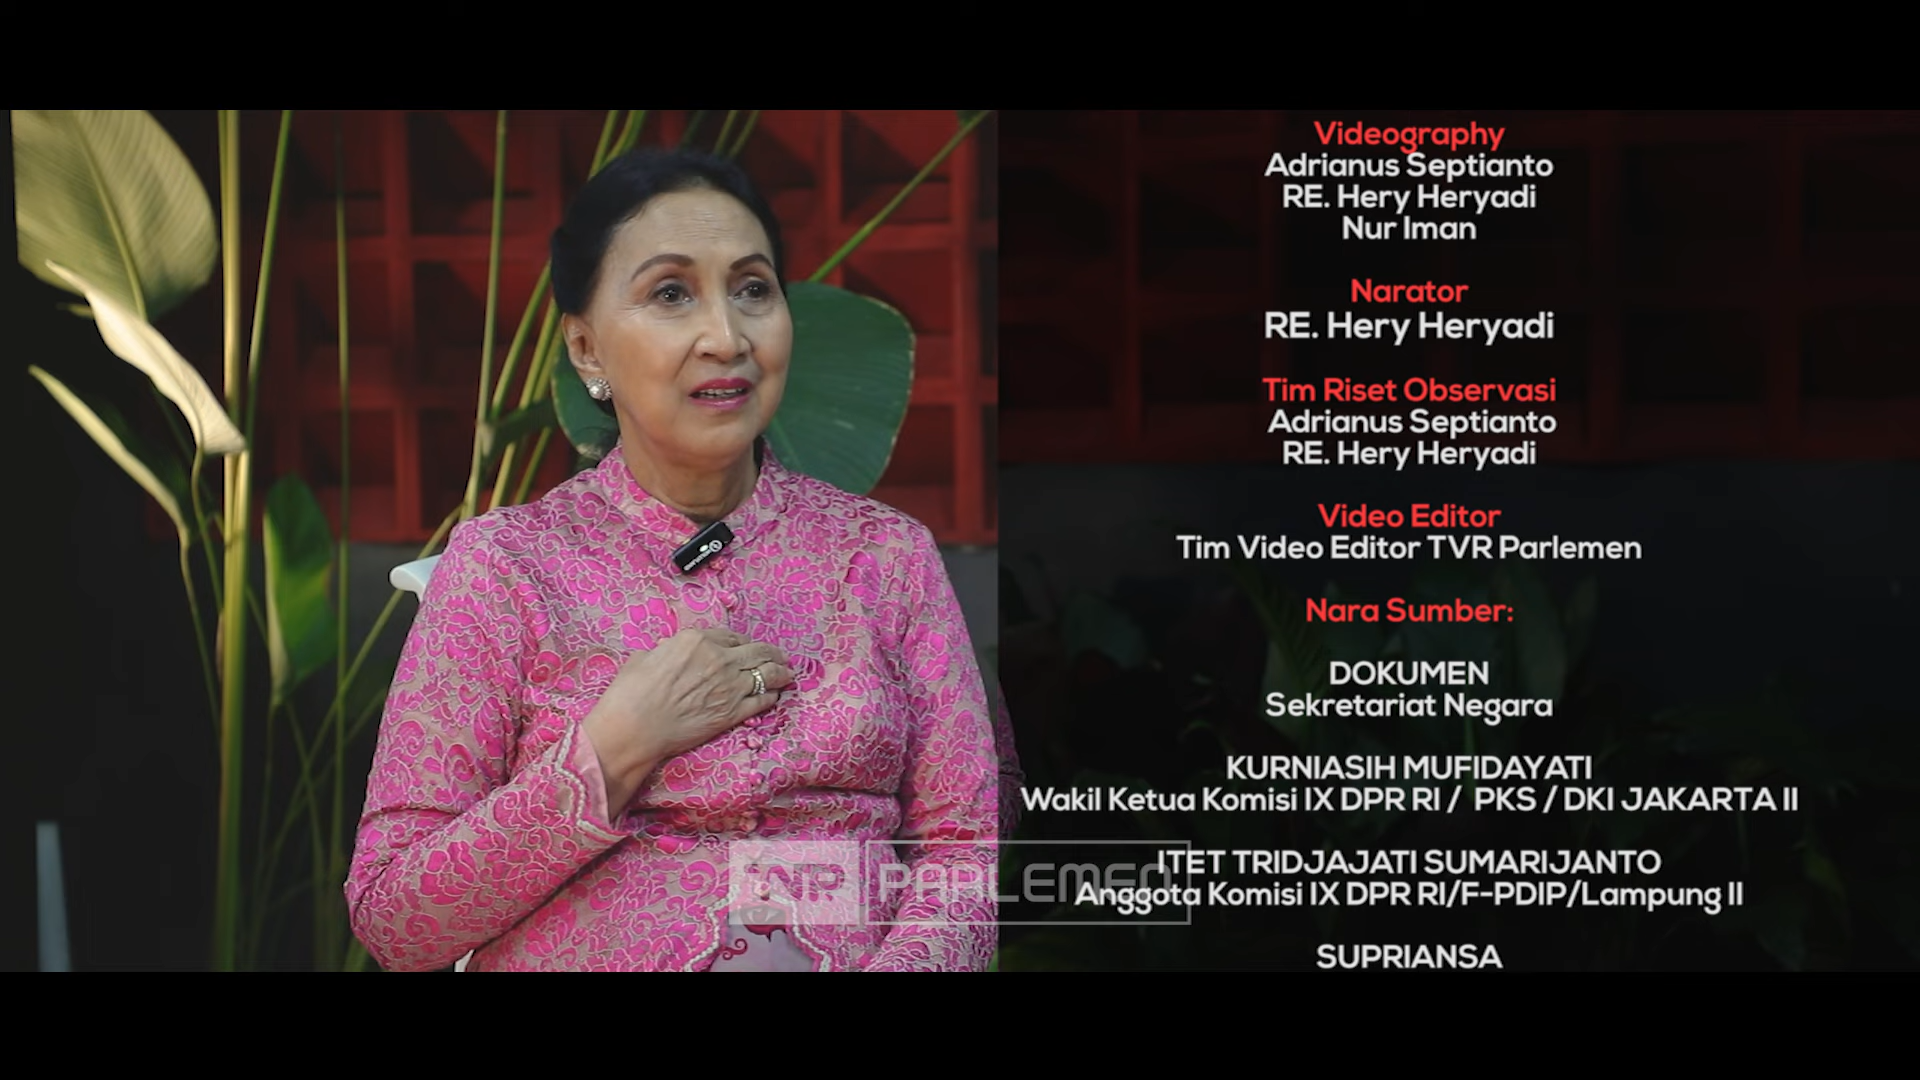 Videography
Adrianus Septianto
RE. Hery Heryadi
Nur Iman
Narator
RE. Hery Heryadi
Tim Riset Observasi
Adrianus Septianto
RE. Hery Heryadi
Video Editor
Tim Video Editor TVR Parlemen
Nara Sumber:
DOKUMEN
Sekretariat Negara
KURNIASIH MUFIDAYATI
Wakil Ketua Komisi IX DPR RI / PKS / DKI JAKARTA II
ITET TRIDJAJATI SUMARIJANTO
Anggota Komisi IX DPR RI/F-PDIP/Lampung II
SUPRIANSA
TVR PARLEMEN